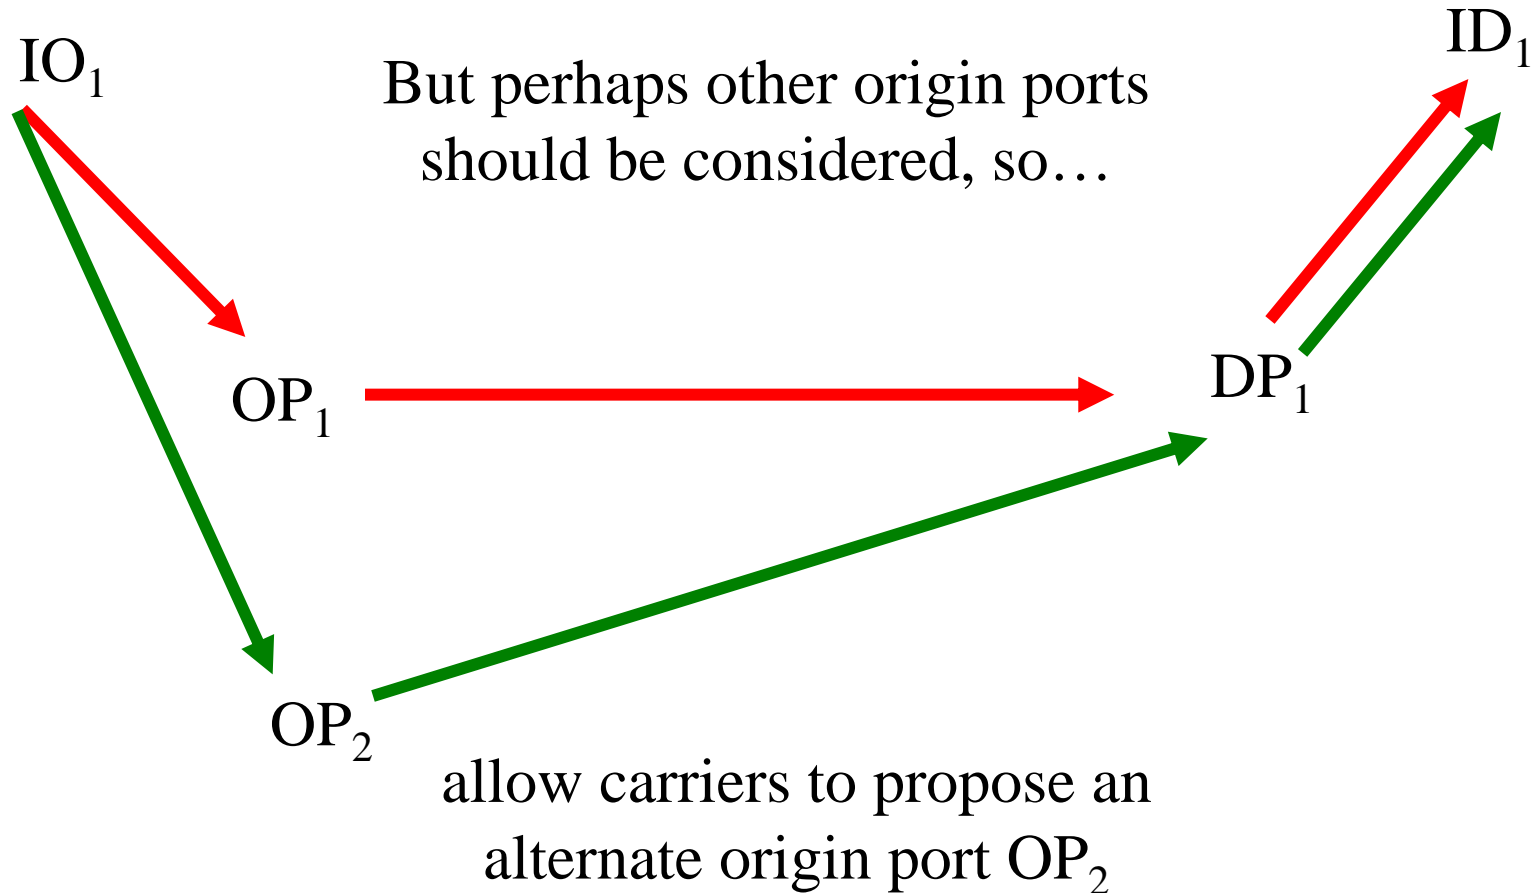 IO₁
ID₁
But perhaps other origin ports
should be considered, so…
OP₁
DP₁
OP₂
allow carriers to propose an
alternate origin port OP₂